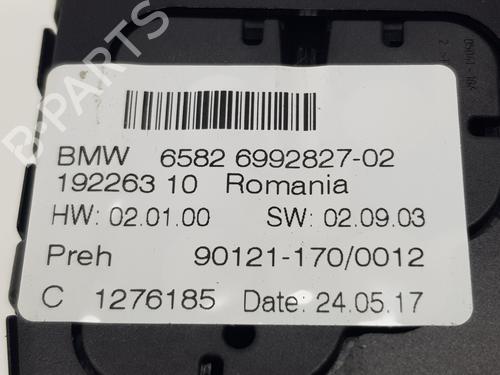 B-PARTS
BMW 6582 6992827-02
192263 10 Romania
HW: 02.01.00 SW: 02.09.03
Preh 90121-170/0012
C 1276185 Date: 24.05.17